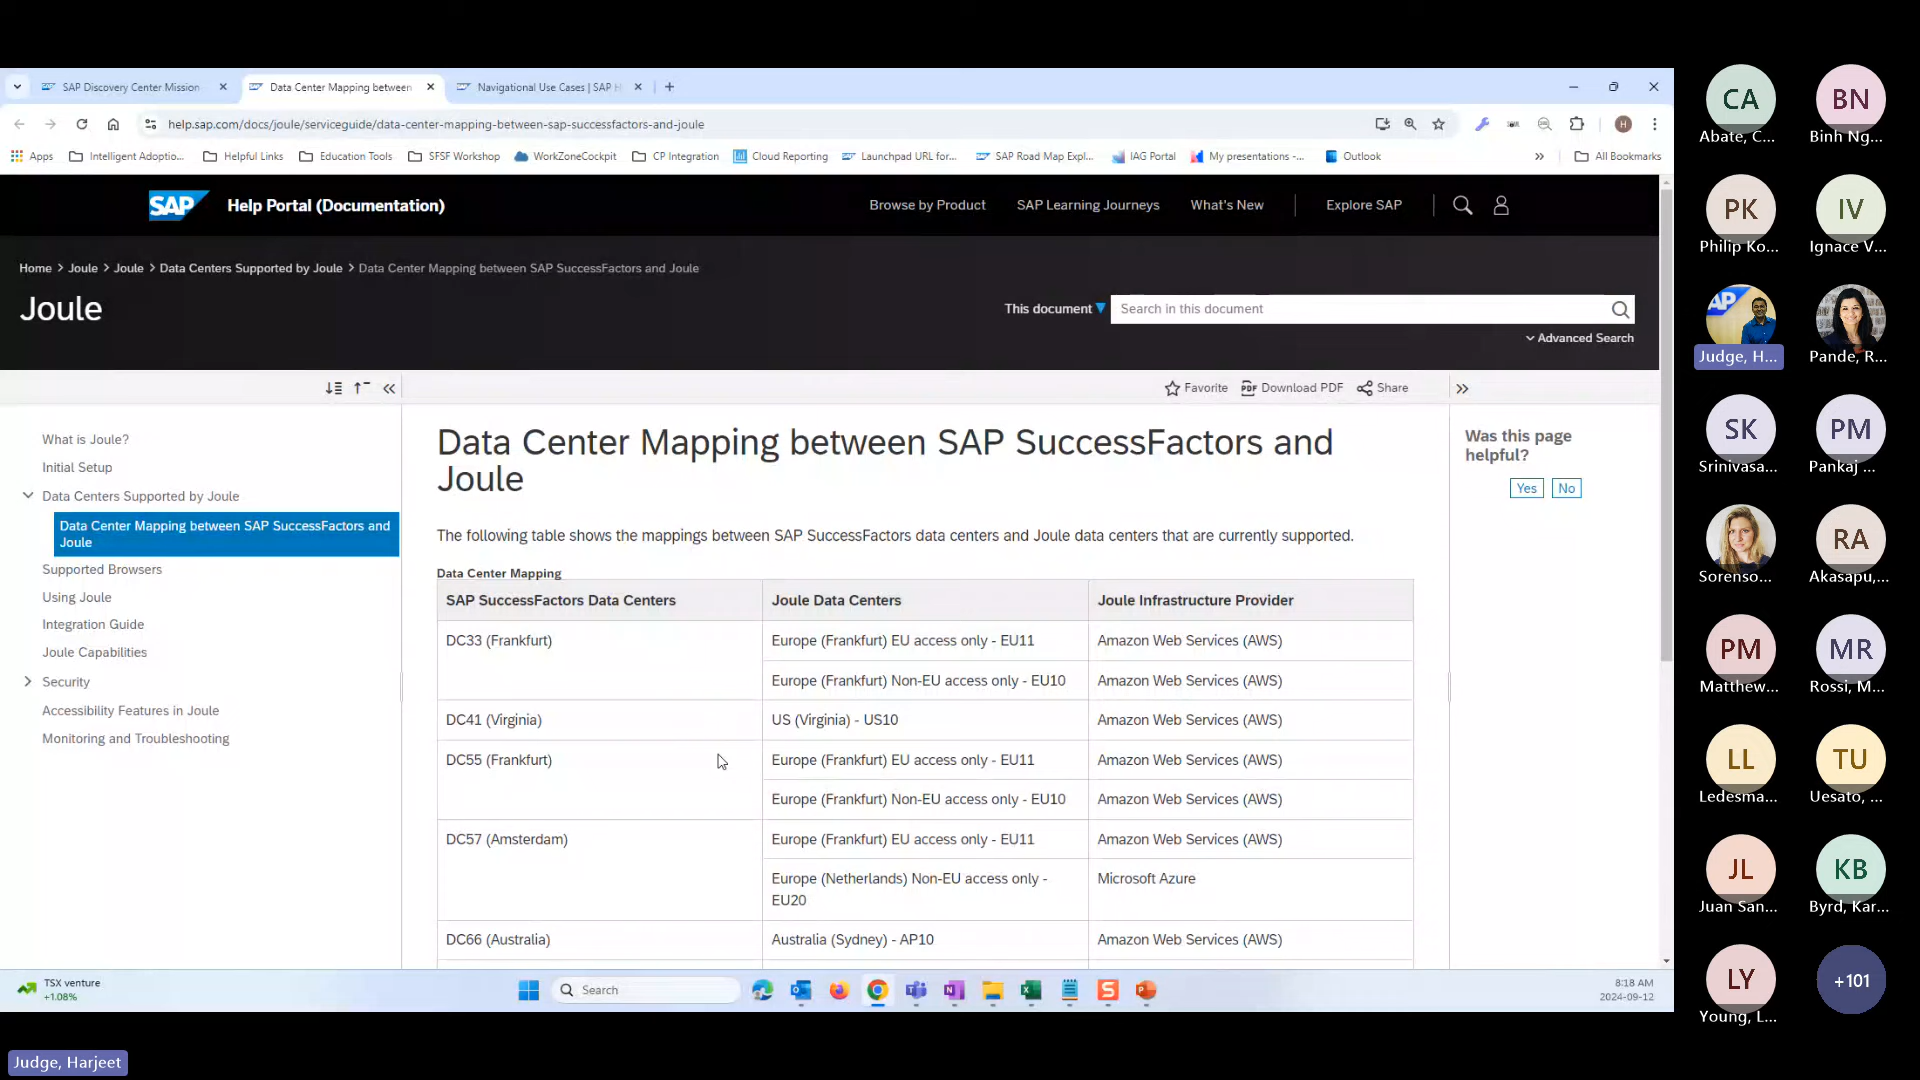 SAP Discovery Center Mission
Data Center Mapping between
Navigational Use Cases | SAP H
help.sap.com/docs/joule/serviceguide/data-center-mapping-between-sap-successfactors-and-joule
Apps
Intelligent Adoptio...
Helpful Links
Education Tools
SFSF Workshop
WorkZoneCockpit
CP Integration
Cloud Reporting
Launchpad URL for...
SAP Road Map Expl...
IAG Portal
My presentations -...
Outlook
All Bookmarks
SAP
Help Portal (Documentation)
Browse by Product
SAP Learning Journeys
What's New
Explore SAP
Home > Joule > Joule > Data Centers Supported by Joule > Data Center Mapping between SAP SuccessFactors and Joule
Joule
This document
Search in this document
Advanced Search
Favorite
PDF Download PDF
Share
What is Joule?
Initial Setup
Data Centers Supported by Joule
Data Center Mapping between SAP SuccessFactors and
Joule
Supported Browsers
Using Joule
Integration Guide
Joule Capabilities
Security
Accessibility Features in Joule
Monitoring and Troubleshooting
Data Center Mapping between SAP SuccessFactors and
Joule
The following table shows the mappings between SAP SuccessFactors data centers and Joule data centers that are currently supported.
Data Center Mapping
SAP SuccessFactors Data Centers Joule Data Centers Joule Infrastructure Provider
DC33 (Frankfurt) Europe (Frankfurt) EU access only - EU11 Amazon Web Services (AWS)
Europe (Frankfurt) Non-EU access only - EU10 Amazon Web Services (AWS)
DC41 (Virginia) US (Virginia) - US10 Amazon Web Services (AWS)
DC55 (Frankfurt) Europe (Frankfurt) EU access only - EU11 Amazon Web Services (AWS)
Europe (Frankfurt) Non-EU access only - EU10 Amazon Web Services (AWS)
DC57 (Amsterdam) Europe (Frankfurt) EU access only - EU11 Amazon Web Services (AWS)
Europe (Netherlands) Non-EU access only - Microsoft Azure
EU20
DC66 (Australia) Australia (Sydney) - AP10 Amazon Web Services (AWS)
Was this page
helpful?
Yes No
TSX venture
+1.08%
Search
8:18 AM
2024-09-12
Judge, Harjeet
CA BN
Abate, C... Binh Ng...
PK IV
Philip Ko... Ignace V...
AP
Judge, H... Pande, R...
SK PM
Srinivasa... Pankaj ...
Sorenso...
RA
Akasapu,...
PM MR
Matthew... Rossi, M...
LL TU
Ledesma... Uesato, ...
JL KB
Juan San... Byrd, Kar...
LY +101
Young, L...